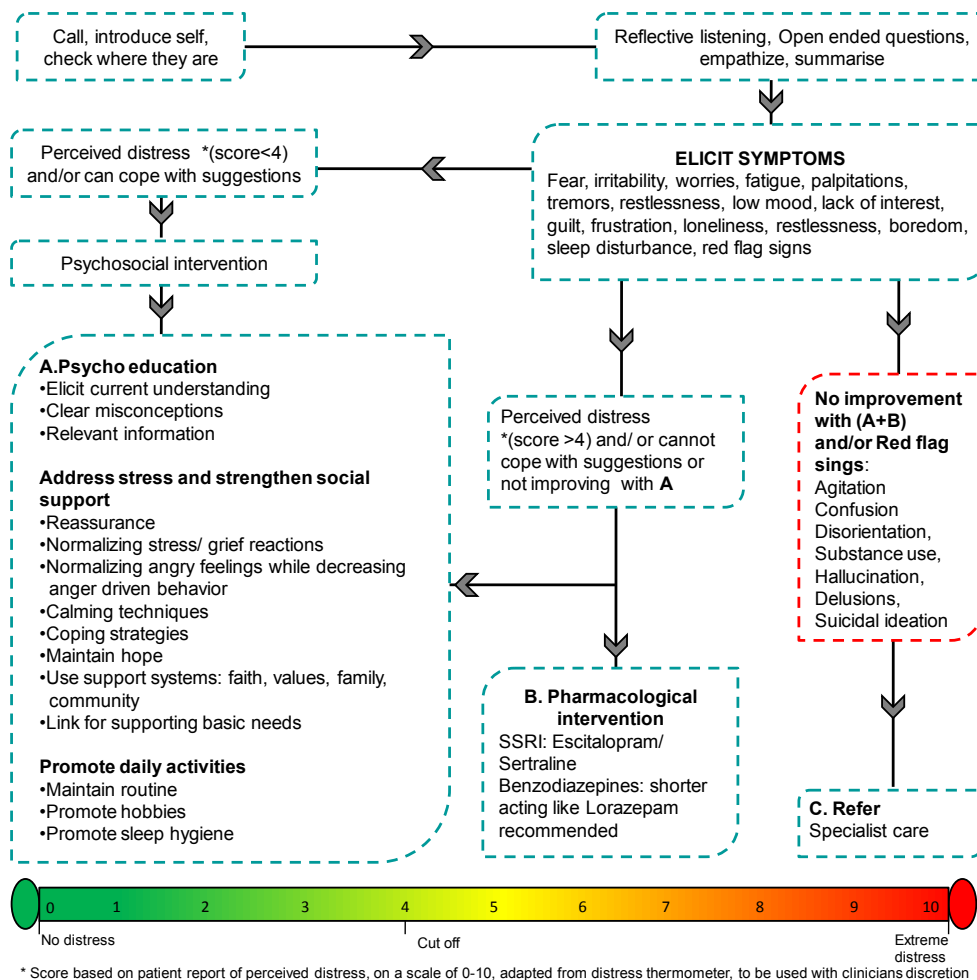 Call, introduce self,
check where they are
Reflective listening, Open ended questions,
empathize, summarise
Perceived distress *(score<4)
and/or can cope with suggestions
ELICIT SYMPTOMS
Fear, irritability, worries, fatigue, palpitations,
tremors, restlessness, low mood, lack of interest,
guilt, frustration, loneliness, restlessness, boredom,
sleep disturbance, red flag signs
Psychosocial intervention
A.Psycho education
•Elicit current understanding
•Clear misconceptions
•Relevant information
Address stress and strengthen social
support
•Reassurance
•Normalizing stress/ grief reactions
•Normalizing angry feelings while decreasing
anger driven behavior
•Calming techniques
•Coping strategies
•Maintain hope
•Use support systems: faith, values, family,
community
•Link for supporting basic needs
Promote daily activities
•Maintain routine
•Promote hobbies
•Promote sleep hygiene
Perceived distress
*(score >4) and/ or cannot
cope with suggestions or
not improving with A
B. Pharmacological
intervention
SSRI: Escitalopram/
Sertraline
Benzodiazepines: shorter
acting like Lorazepam
recommended
No improvement
with (A+B)
and/or Red flag
sings:
Agitation
Confusion
Disorientation,
Substance use,
Hallucination,
Delusions,
Suicidal ideation
C. Refer
Specialist care
0 1 2 3 4 5 6 7 8 9 10
No distress
Cut off
Extreme
distress
* Score based on patient report of perceived distress, on a scale of 0-10, adapted from distress thermometer, to be used with clinicians discretion